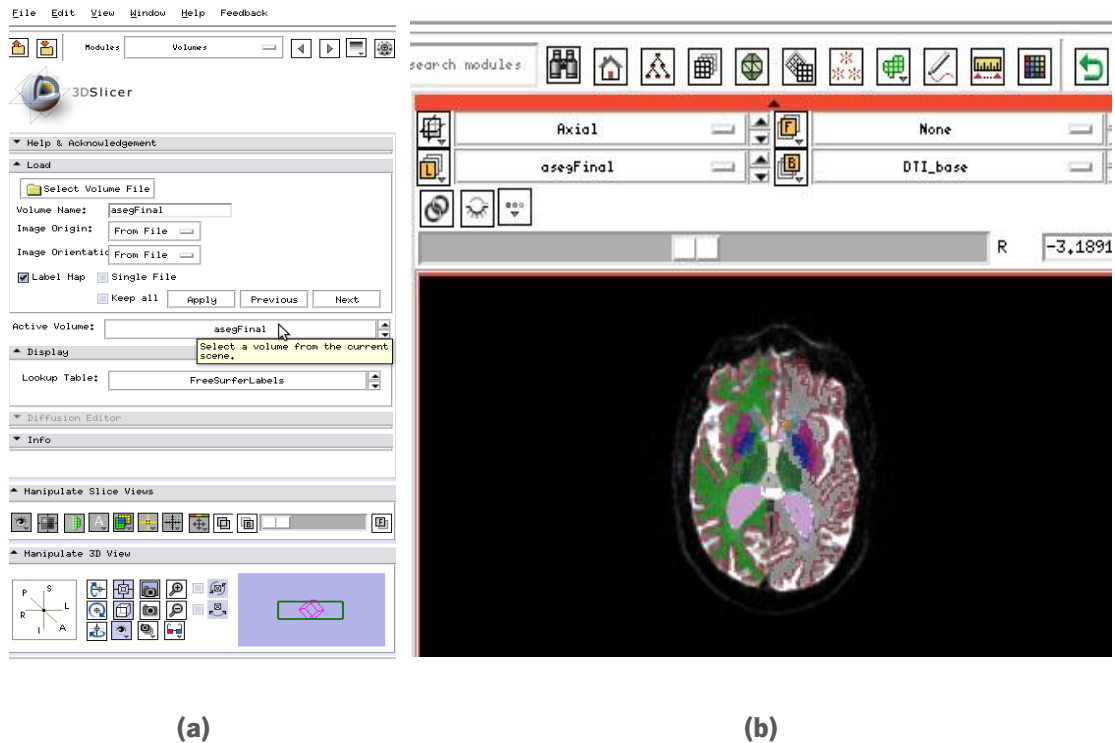 File Edit View Window Help Feedback
Modules Volumes
3DSlicer
Help & Acknowledgement
Load
Select Volume File
Volume Name: asegFinal
Image Origin: From File
Image Orientatio From File
Label Map Single File
Keep all Apply Previous Next
Active Volume: asegFinal
Select a volume from the current
scene.
Display
Lookup Table: FreeSurferLabels
Diffusion Editor
Info
Manipulate Slice Views
A B F
Manipulate 3D View
P S
L
R
I A
search modules
Axial F None
L asegFinal B DTI_base
R -3.1891
(a) (b)